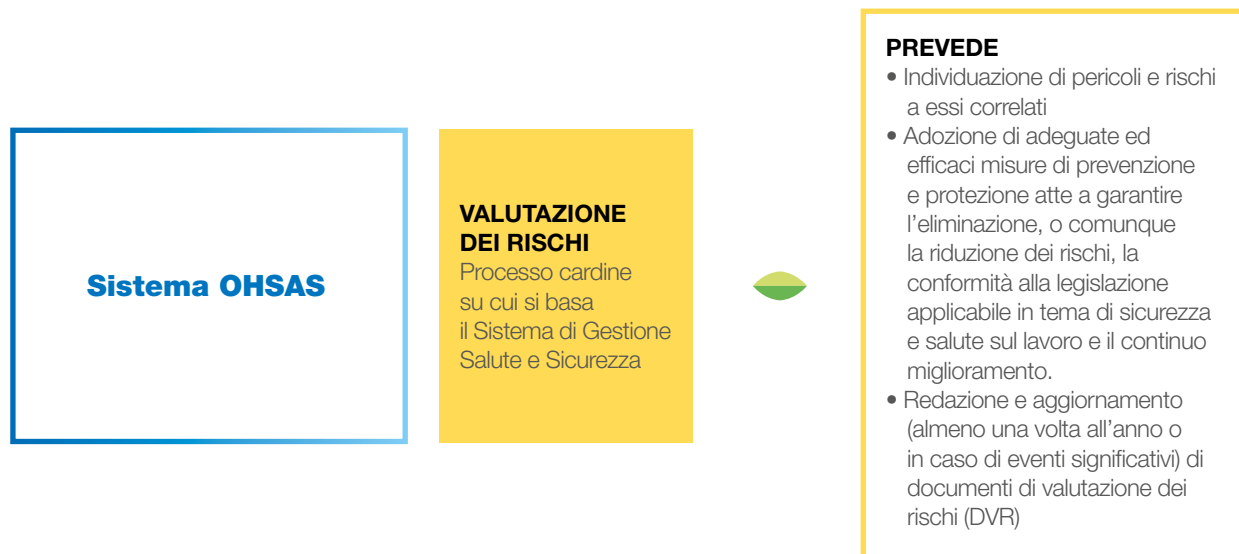 Sistema OHSAS
VALUTAZIONE
DEI RISCHI
Processo cardine
su cui si basa
il Sistema di Gestione
Salute e Sicurezza
PREVEDE
• Individuazione di pericoli e rischi
a essi correlati
• Adozione di adeguate ed
efficaci misure di prevenzione
e protezione atte a garantire
l’eliminazione, o comunque
la riduzione dei rischi, la
conformità alla legislazione
applicabile in tema di sicurezza
e salute sul lavoro e il continuo
miglioramento.
• Redazione e aggiornamento
(almeno una volta all’anno o
in caso di eventi significativi) di
documenti di valutazione dei
rischi (DVR)